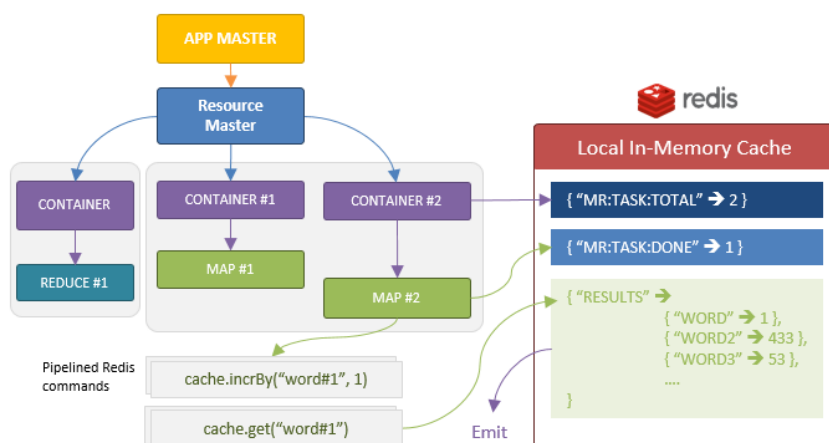 APP MASTER
Resource
Master
CONTAINER
CONTAINER #1
CONTAINER #2
REDUCE #1
MAP #1
MAP #2
Pipelined Redis
commands
cache.incrBy(“word#1”, 1)
cache.get(“word#1”)
Emit
redis
Local In-Memory Cache
{ “MR:TASK:TOTAL” ➔ 2 }
{ “MR:TASK:DONE” ➔ 1 }
{ “RESULTS” ➔
{ “WORD” ➔ 1 },
{ “WORD2” ➔ 433 },
{ “WORD3” ➔ 53 },
....
}